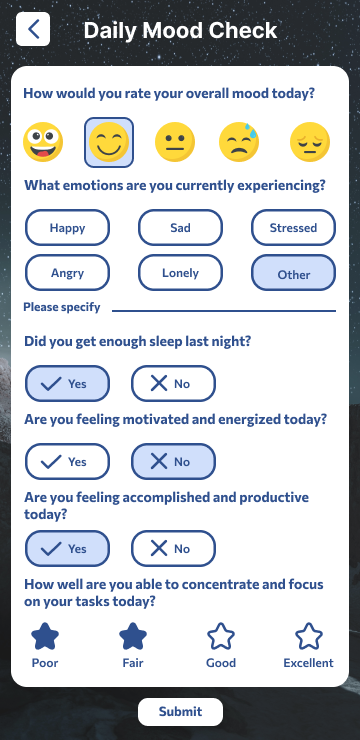 Daily Mood Check
How would you rate your overall mood today?
What emotions are you currently experiencing?
Happy Sad Stressed
Angry Lonely Other
Please specify
Did you get enough sleep last night?
Yes No
Are you feeling motivated and energized today?
Yes No
Are you feeling accomplished and productive
today?
Yes No
How well are you able to concentrate and focus
on your tasks today?
Poor Fair Good Excellent
Submit